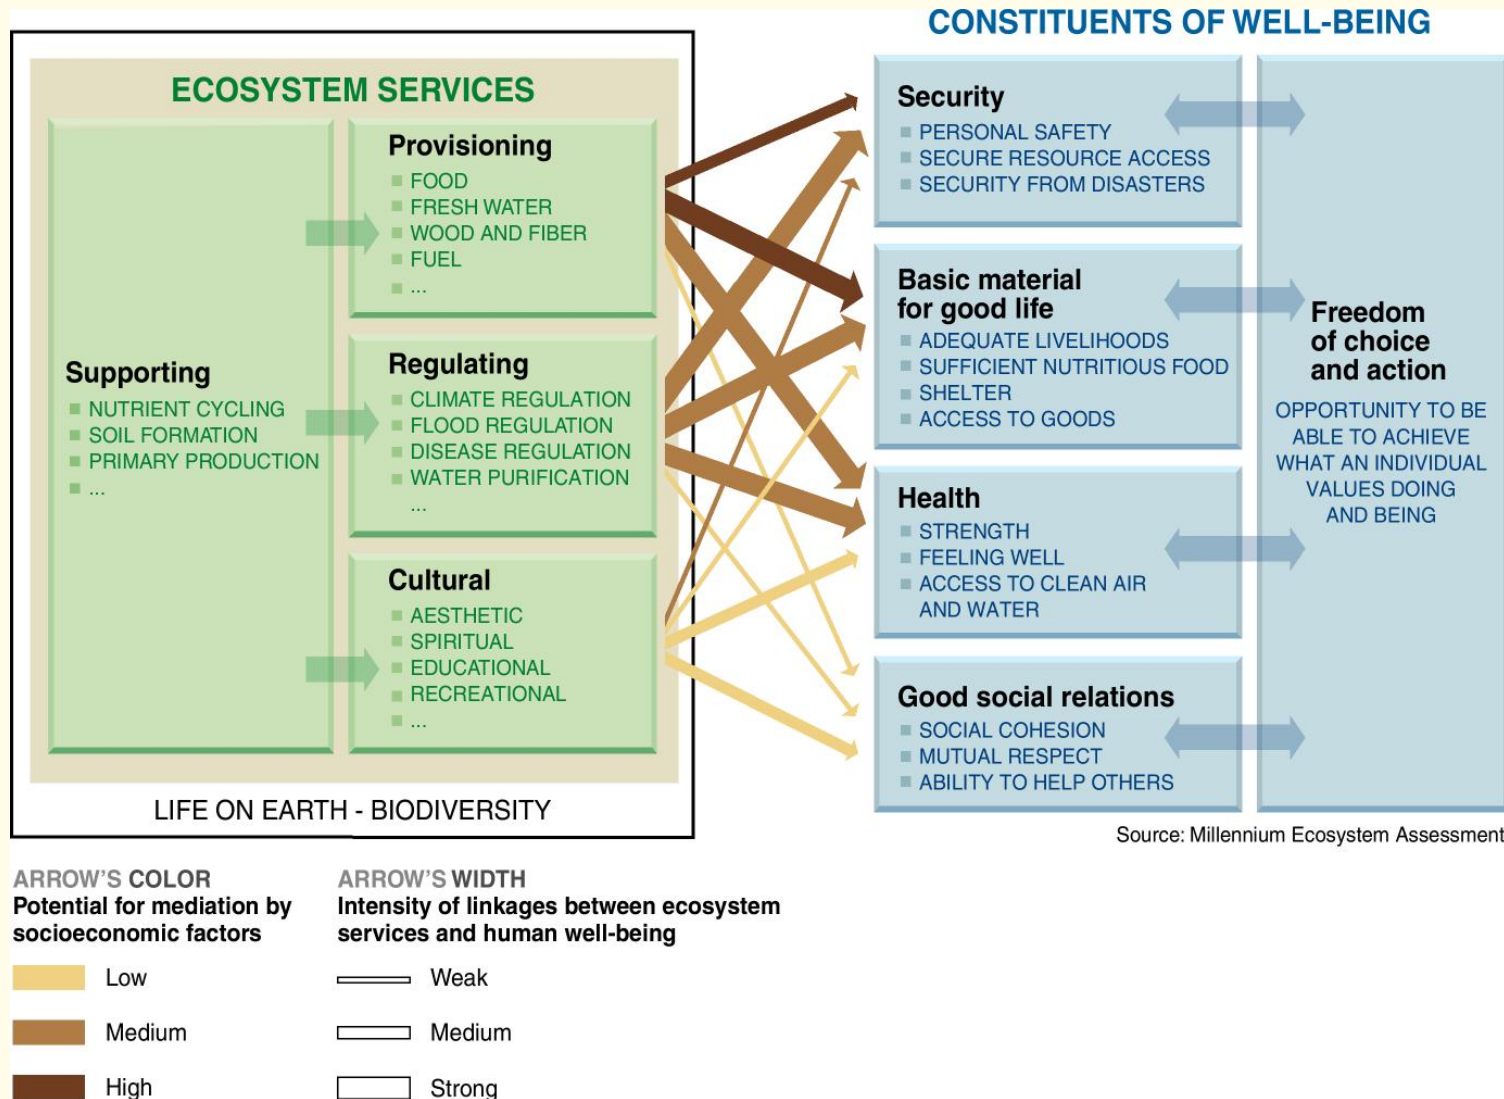 ECOSYSTEM SERVICES
Supporting
NUTRIENT CYCLING
SOIL FORMATION
PRIMARY PRODUCTION
...
Provisioning
FOOD
FRESH WATER
WOOD AND FIBER
FUEL
...
Regulating
CLIMATE REGULATION
FLOOD REGULATION
DISEASE REGULATION
WATER PURIFICATION
...
Cultural
AESTHETIC
SPIRITUAL
EDUCATIONAL
RECREATIONAL
...
LIFE ON EARTH - BIODIVERSITY
CONSTITUENTS OF WELL-BEING
Security
PERSONAL SAFETY
SECURE RESOURCE ACCESS
SECURITY FROM DISASTERS
Basic material
for good life
ADEQUATE LIVELIHOODS
SUFFICIENT NUTRITIOUS FOOD
SHELTER
ACCESS TO GOODS
Health
STRENGTH
FEELING WELL
ACCESS TO CLEAN AIR
AND WATER
Good social relations
SOCIAL COHESION
MUTUAL RESPECT
ABILITY TO HELP OTHERS
Freedom
of choice
and action
OPPORTUNITY TO BE
ABLE TO ACHIEVE
WHAT AN INDIVIDUAL
VALUES DOING
AND BEING
Source: Millennium Ecosystem Assessment
ARROW'S COLOR
Potential for mediation by
socioeconomic factors
Low
Medium
High
ARROW'S WIDTH
Intensity of linkages between ecosystem
services and human well-being
Weak
Medium
Strong